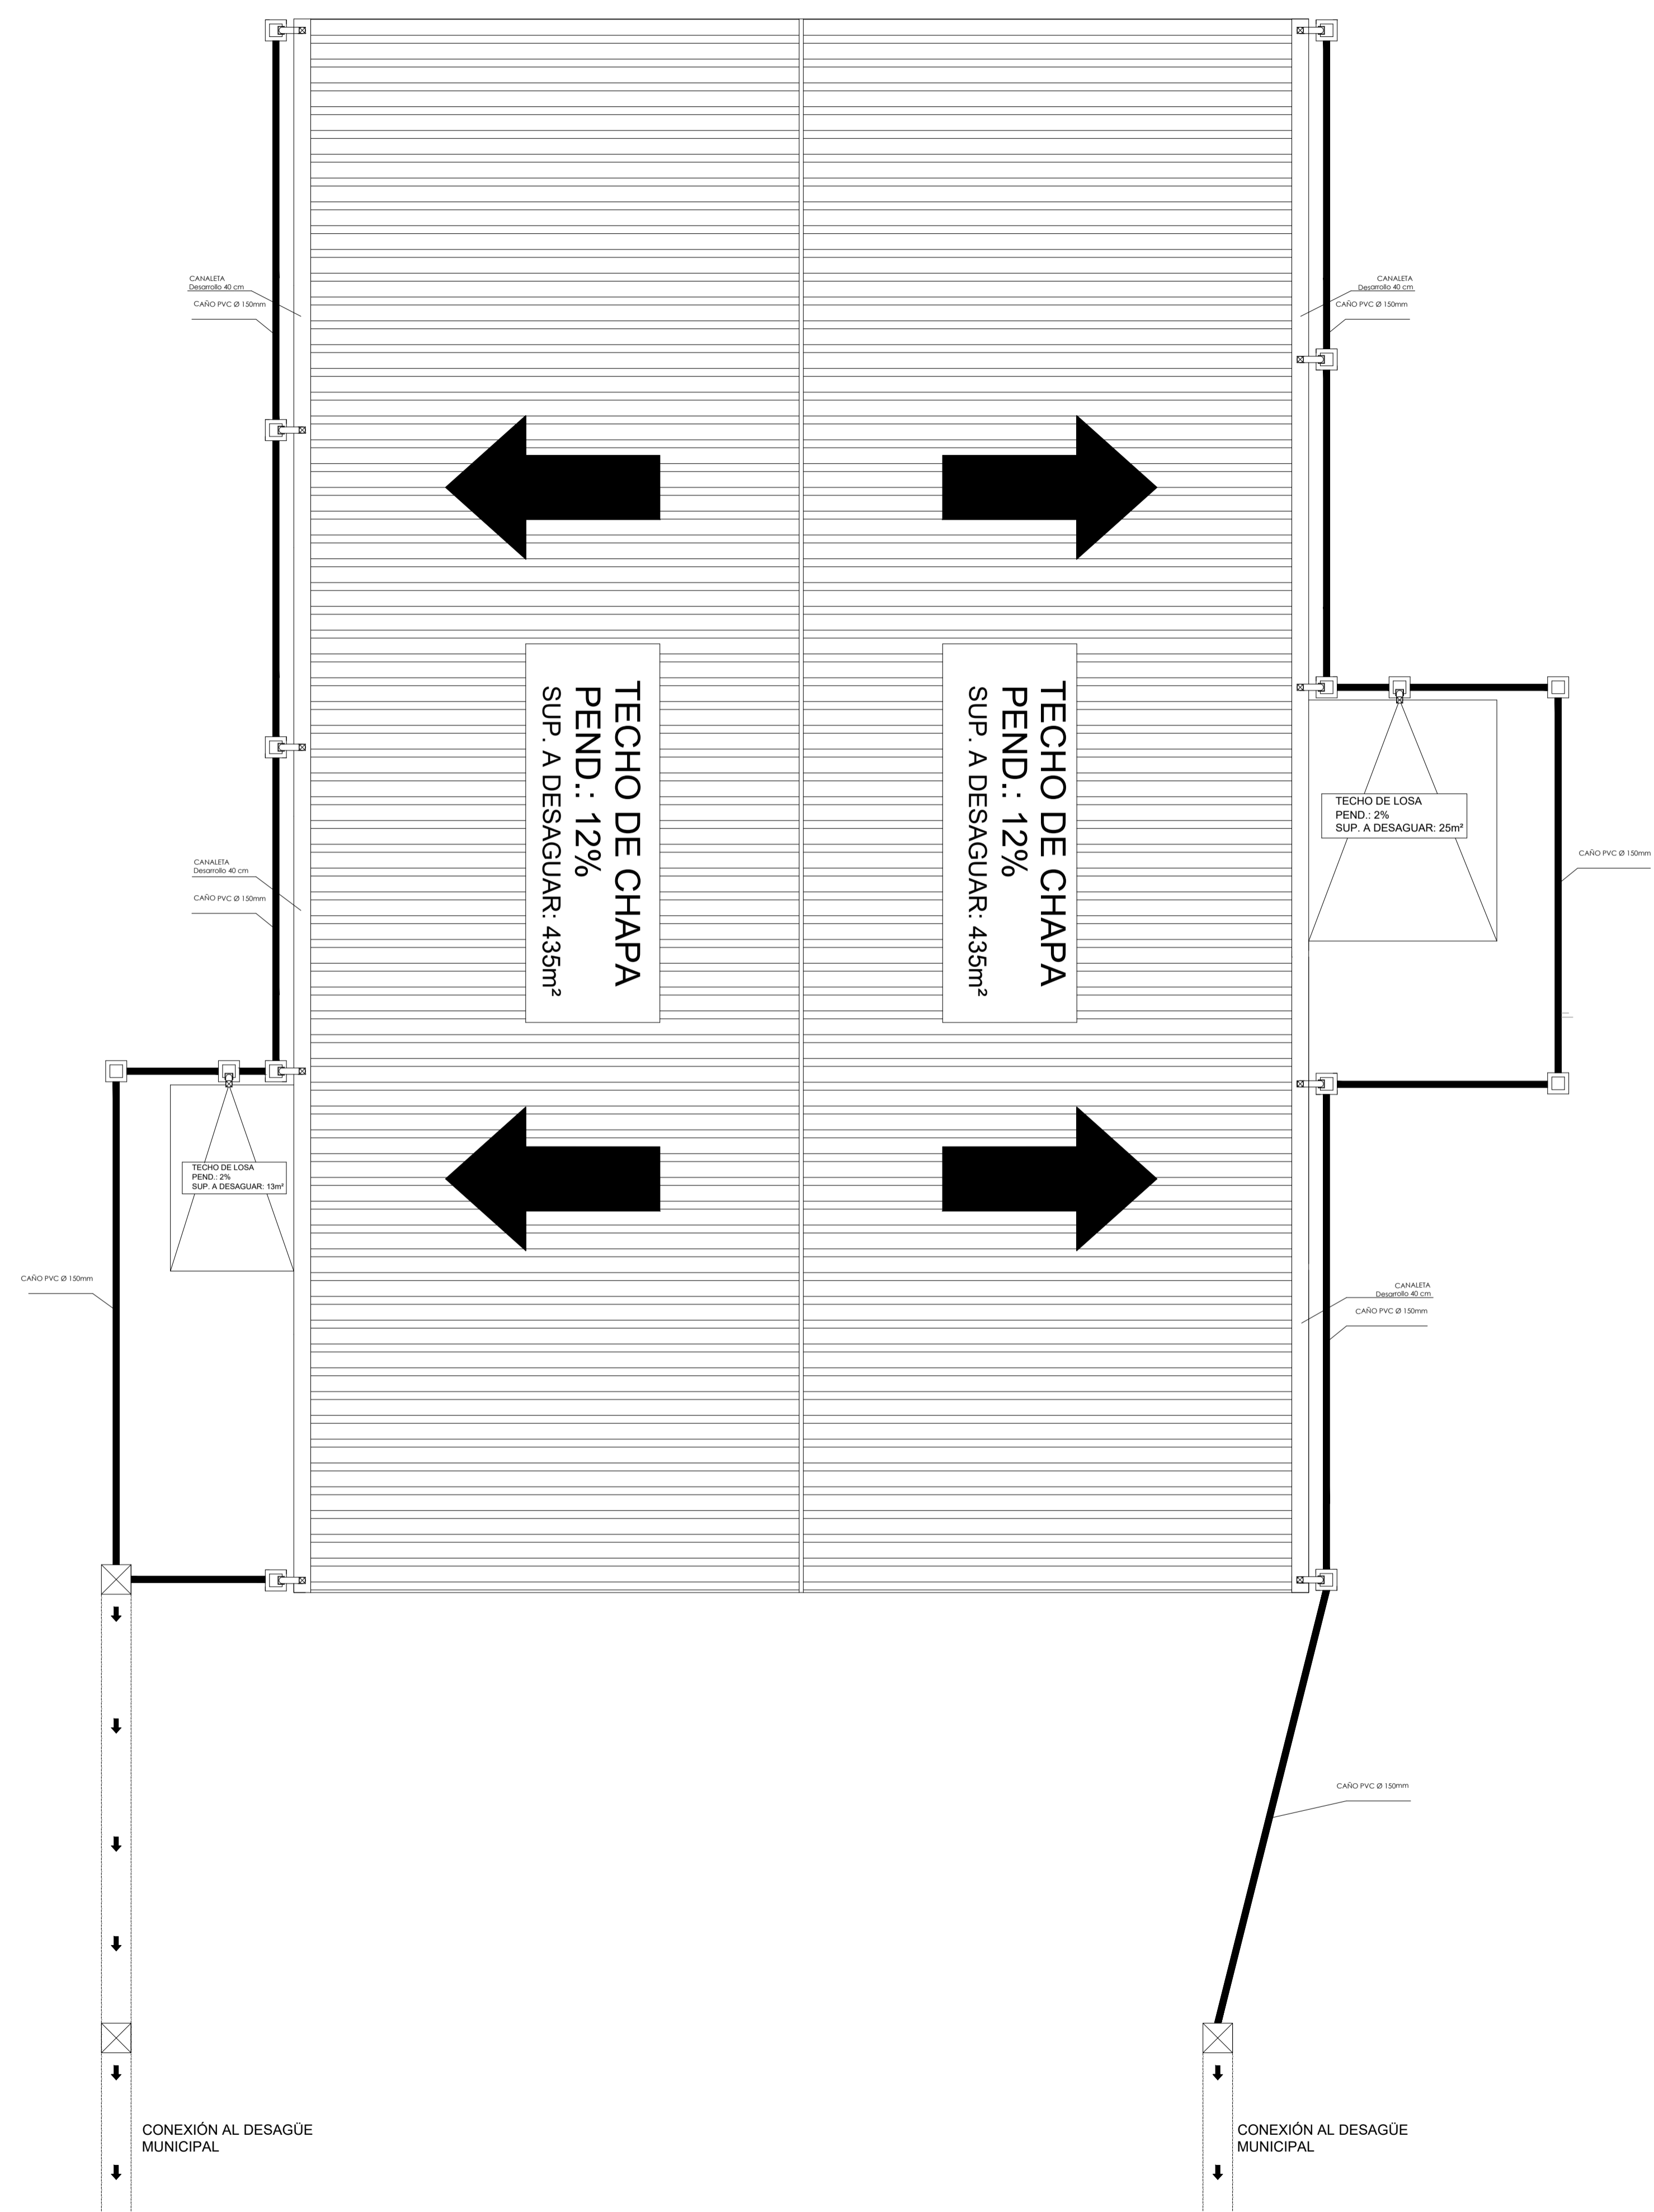 CANALETA
Desarrollo 40 cm
CAÑO PVC Ø 150mm
CANALETA
Desarrollo 40 cm
CAÑO PVC Ø 150mm
TECHO DE CHAPA
PEND.: 12%
SUP. A DESAGUAR: 435m²
TECHO DE CHAPA
PEND.: 12%
SUP. A DESAGUAR: 435m²
TECHO DE LOSA
PEND.: 2%
SUP. A DESAGUAR: 25m²
CAÑO PVC Ø 150mm
CANALETA
Desarrollo 40 cm
CAÑO PVC Ø 150mm
TECHO DE LOSA
PEND.: 2%
SUP. A DESAGUAR: 13m²
CAÑO PVC Ø 150mm
CANALETA
Desarrollo 40 cm
CAÑO PVC Ø 150mm
CAÑO PVC Ø 150mm
CONEXIÓN AL DESAGÜE
MUNICIPAL
CONEXIÓN AL DESAGÜE
MUNICIPAL